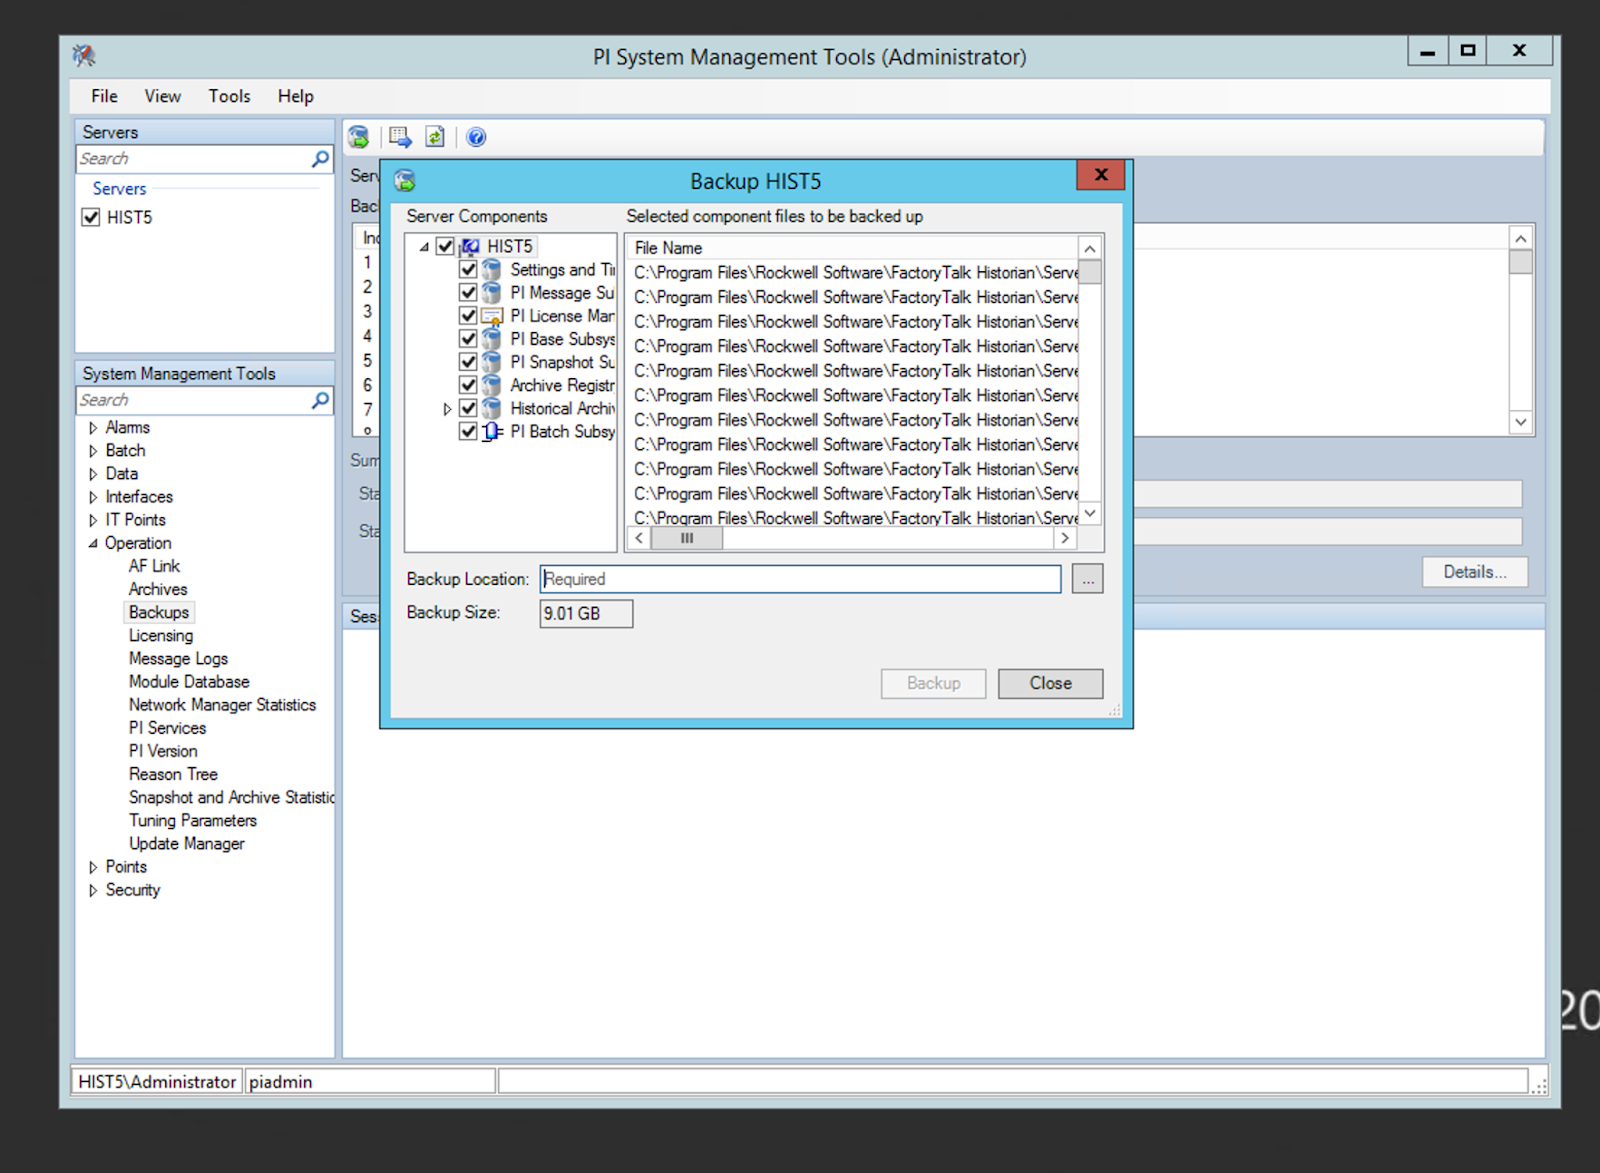 PI System Management Tools (Administrator)
File View Tools Help
Servers
Search
Servers
HIST5
System Management Tools
Search
Alarms
Batch
Data
Interfaces
IT Points
Operation
AF Link
Archives
Backups
Licensing
Message Logs
Module Database
Network Manager Statistics
PI Services
PI Version
Reason Tree
Snapshot and Archive Statistic
Tuning Parameters
Update Manager
Points
Security
Serv
Bac
Ind
1
2
3
4
5
6
7
Sum
Sta
Sta
Details...
Ses
Backup HIST5
Server Components
HIST5
Settings and Ti
PI Message Su
PI License Mar
PI Base Subsys
PI Snapshot Su
Archive Registr
Historical Archiv
PI Batch Subsy
Selected component files to be backed up
File Name
C:\Program Files\Rockwell Software\FactoryTalk Historian\Serve
C:\Program Files\Rockwell Software\FactoryTalk Historian\Serve
C:\Program Files\Rockwell Software\FactoryTalk Historian\Serve
C:\Program Files\Rockwell Software\FactoryTalk Historian\Serve
C:\Program Files\Rockwell Software\FactoryTalk Historian\Serve
C:\Program Files\Rockwell Software\FactoryTalk Historian\Serve
C:\Program Files\Rockwell Software\FactoryTalk Historian\Serve
C:\Program Files\Rockwell Software\FactoryTalk Historian\Serve
C:\Program Files\Rockwell Software\FactoryTalk Historian\Serve
C:\Program Files\Rockwell Software\FactoryTalk Historian\Serve
C:\Program Files\Rockwell Software\FactoryTalk Historian\Serve
Backup Location: Required ...
Backup Size: 9.01 GB
Backup Close
HIST5\Administrator piadmin
20